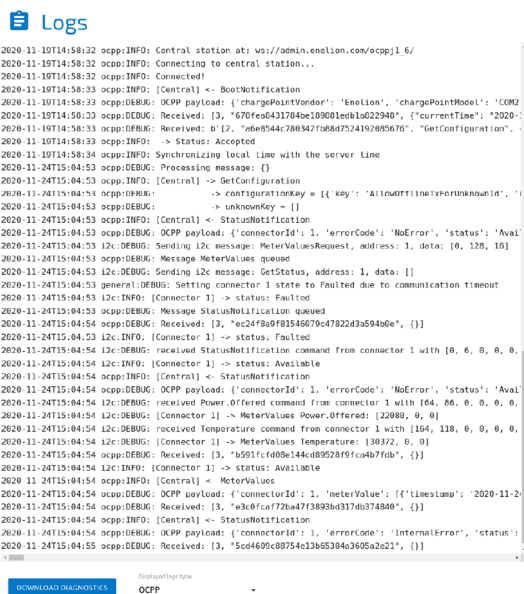 Logs
2020-11-19T14:58:32 ocpp:INFO: Central station at: ws://admin.enelion.com/ocppj1_6/
2020-11-19T14:58:32 ocpp:INFO: Connecting to central station...
2020-11-19T14:58:32 ocpp:INFO: Connected!
2020-11-19T14:58:33 ocpp:INFO: [Central] <- BootNotification
2020-11-19T14:58:33 ocpp:DEBUG: OCPP payload: {'chargePointVendor': 'Enelion', 'chargePointModel': 'COM2
2020-11-19T14:58:33 ocpp:DEBUG: Received: [3, "670fea8431784be189081edb1a822948", {"currentTime": "2020-
2020-11-19T14:58:33 ocpp:DEBUG: Received: b'[2, "a6e8544c780342fb88d7524192085676", "GetConfiguration",
2020-11-19T14:58:33 ocpp:INFO: -> Status: Accepted
2020-11-19T14:58:34 ocpp:INFO: Synchronizing local time with the server time
2020-11-24T15:04:53 ocpp:DEBUG: Processing message: {}
2020-11-24T15:04:53 ocpp:INFO: [Central] -> GetConfiguration
2020-11-24T15:04:53 ocpp:DEBUG: -> configurationKey = [{'key': 'AllowOfflineTxForUnknownId',
2020-11-24T15:04:53 ocpp:DEBUG: -> unknownKey = []
2020-11-24T15:04:53 ocpp:INFO: [Central] <- StatusNotification
2020-11-24T15:04:53 ocpp:DEBUG: OCPP payload: {'connectorId': 1, 'errorCode': 'NoError', 'status': 'Avail
2020-11-24T15:04:53 i2c:DEBUG: Sending i2c message: MeterValuesRequest, address: 1, data: [0, 128, 16]
2020-11-24T15:04:53 ocpp:DEBUG: Message MeterValues queued
2020-11-24T15:04:53 i2c:DEBUG: Sending i2c message: GetStatus, address: 1, data: []
2020-11-24T15:04:53 general:DEBUG: Setting connector 1 state to Faulted due to communication timeout
2020-11-24T15:04:53 i2c:INFO: [Connector 1] -> status: Faulted
2020-11-24T15:04:53 ocpp:DEBUG: Message StatusNotification queued
2020-11-24T15:04:54 ocpp:DEBUG: Received: [3, "ec24f8a9f81546079c47822d3a594b0e", {}]
2020-11-24T15:04:53 i2c:INFO: [Connector 1] -> status: Faulted
2020-11-24T15:04:54 i2c:DEBUG: received StatusNotification command from connector 1 with [0, 6, 0, 0, 0,
2020-11-24T15:04:54 i2c:INFO: [Connector 1] -> status: Available
2020-11-24T15:04:54 ocpp:INFO: [Central] <- StatusNotification
2020-11-24T15:04:54 ocpp:DEBUG: OCPP payload: {'connectorId': 1, 'errorCode': 'NoError', 'status': 'Avail
2020-11-24T15:04:54 i2c:DEBUG: received Power.Offered command from connector 1 with [64, 86, 0, 0, 0, 0,
2020-11-24T15:04:54 i2c:DEBUG: [Connector 1] -> MeterValues Power.Offered: [22080, 0, 0]
2020-11-24T15:04:54 i2c:DEBUG: received Temperature command from connector 1 with [164, 118, 0, 0, 0, 0,
2020-11-24T15:04:54 i2c:DEBUG: [Connector 1] -> MeterValues Temperature: [30372, 0, 0]
2020-11-24T15:04:54 ocpp:DEBUG: Received: [3, "b591fcfd08e144cd89528f9fca4b7fdb", {}]
2020-11-24T15:04:54 i2c:INFO: [Connector 1] -> status: Available
2020-11-24T15:04:54 ocpp:INFO: [Central] <- MeterValues
2020-11-24T15:04:54 ocpp:DEBUG: OCPP payload: {'connectorId': 1, 'meterValue': [{'timestamp': '2020-11-24
2020-11-24T15:04:54 ocpp:DEBUG: Received: [3, "e3c0fcaf72ba47f3893bd317db374840", {}]
2020-11-24T15:04:54 ocpp:INFO: [Central] <- StatusNotification
2020-11-24T15:04:54 ocpp:DEBUG: OCPP payload: {'connectorId': 1, 'errorCode': 'InternalError', 'status':
2020-11-24T15:04:55 ocpp:DEBUG: Received: [3, "5cd4609c88754e13b65384a3605a2e21", {}]
DOWNLOAD DIAGNOSTICS
Displayed logs type
OCPP